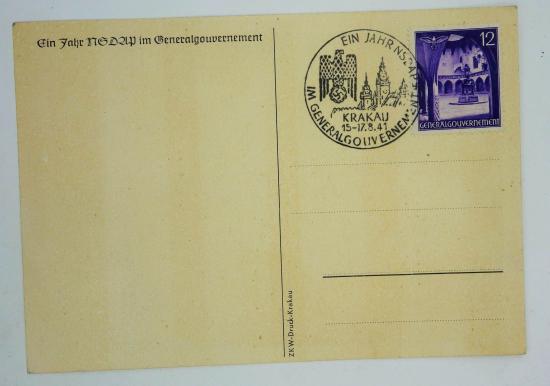 Ein Jahr NSDAP im Generalgouvernement
EIN JAHR NSDAP
IM GENERALGOUVERNEMENT
KRAKAU
15-17.8.41
12
GENERALGOUVERNEMENT
ZKW-Druck-Krakau